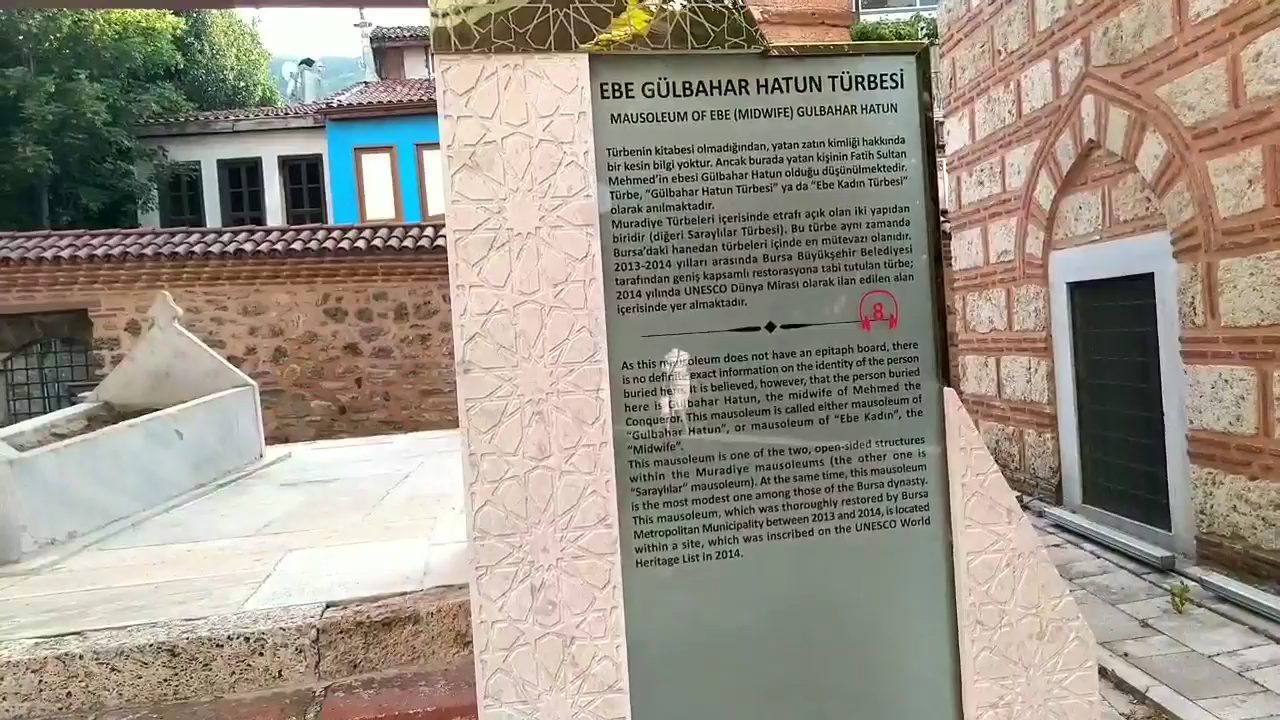 EBE GÜLBAHAR HATUN TÜRBESİ
MAUSOLEUM OF EBE (MIDWIFE) GULBAHAR HATUN
Türbenin kitabesi olmadığından, yatan zatın kimliği hakkında
bir kesin bilgi yoktur. Ancak burada yatan kişinin Fatih Sultan
Mehmed'in ebesi Gülbahar Hatun olduğu düşünülmektedir.
Türbe, "Gülbahar Hatun Türbesi" ya da "Ebe Kadın Türbesi"
olarak anılmaktadır.
Muradiye Türbeleri içerisinde etrafı açık olan iki yapıdan
biridir (diğeri Saraylılar Türbesi). Bu türbe aynı zamanda
Bursa'daki hanedan türbeleri içinde en mütevazı olanıdır.
2013-2014 yılları arasında Bursa Büyükşehir Belediyesi
tarafından geniş kapsamlı restorasyona tabi tutulan türbe;
2014 yılında UNESCO Dünya Mirası olarak ilan edilen alan
içerisinde yer almaktadır.
8
As this mausoleum does not have an epitaph board, there
is no definite exact information on the identity of the person
buried it is believed, however, that the person buried
here is Gulbahar Hatun, the midwife of Mehmed the
Conqueror. This mausoleum is called either mausoleum of
"Gulbahar Hatun", or mausoleum of "Ebe Kadın", the
"Midwife".
This mausoleum is one of the two, open-sided structures
within the Muradiye mausoleums (the other one is
"Saraylılar" mausoleum). At the same time, this mausoleum
is the most modest one among those of the Bursa dynasty.
This mausoleum, which was thoroughly restored by Bursa
Metropolitan Municipality between 2013 and 2014, is located
within a site, which was inscribed on the UNESCO World
Heritage List in 2014.